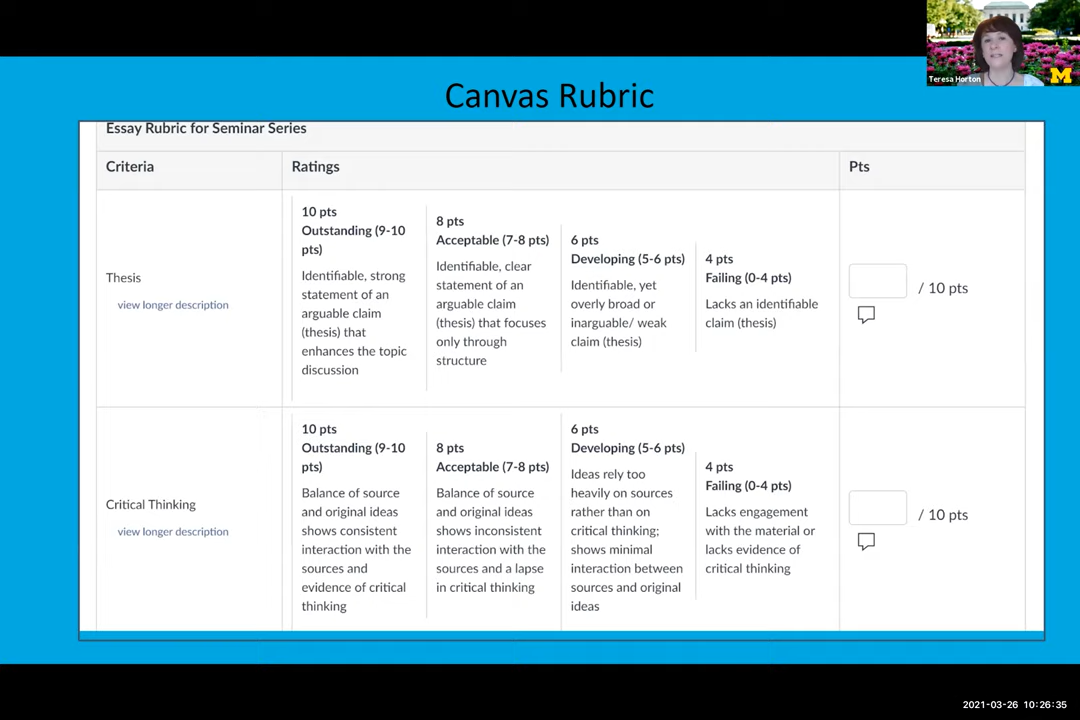 Teresa Horton
M
Canvas Rubric
Essay Rubric for Seminar Series
Criteria
Ratings
Pts
Thesis
view longer description
10 pts
Outstanding (9-10
pts)
Identifiable, strong
statement of an
arguable claim
(thesis) that
enhances the topic
discussion
8 pts
Acceptable (7-8 pts)
Identifiable, clear
statement of an
arguable claim
(thesis) that focuses
only through
structure
6 pts
Developing (5-6 pts)
Identifiable, yet
overly broad or
inarguable/ weak
claim (thesis)
4 pts
Failing (0-4 pts)
Lacks an identifiable
claim (thesis)
/ 10 pts
Critical Thinking
view longer description
10 pts
Outstanding (9-10
pts)
Balance of source
and original ideas
shows consistent
interaction with the
sources and
evidence of critical
thinking
8 pts
Acceptable (7-8 pts)
Balance of source
and original ideas
shows inconsistent
interaction with the
sources and a lapse
in critical thinking
6 pts
Developing (5-6 pts)
Ideas rely too
heavily on sources
rather than on
critical thinking;
shows minimal
interaction between
sources and original
ideas
4 pts
Failing (0-4 pts)
Lacks engagement
with the material or
lacks evidence of
critical thinking
/ 10 pts
2021-03-26 10:26:35